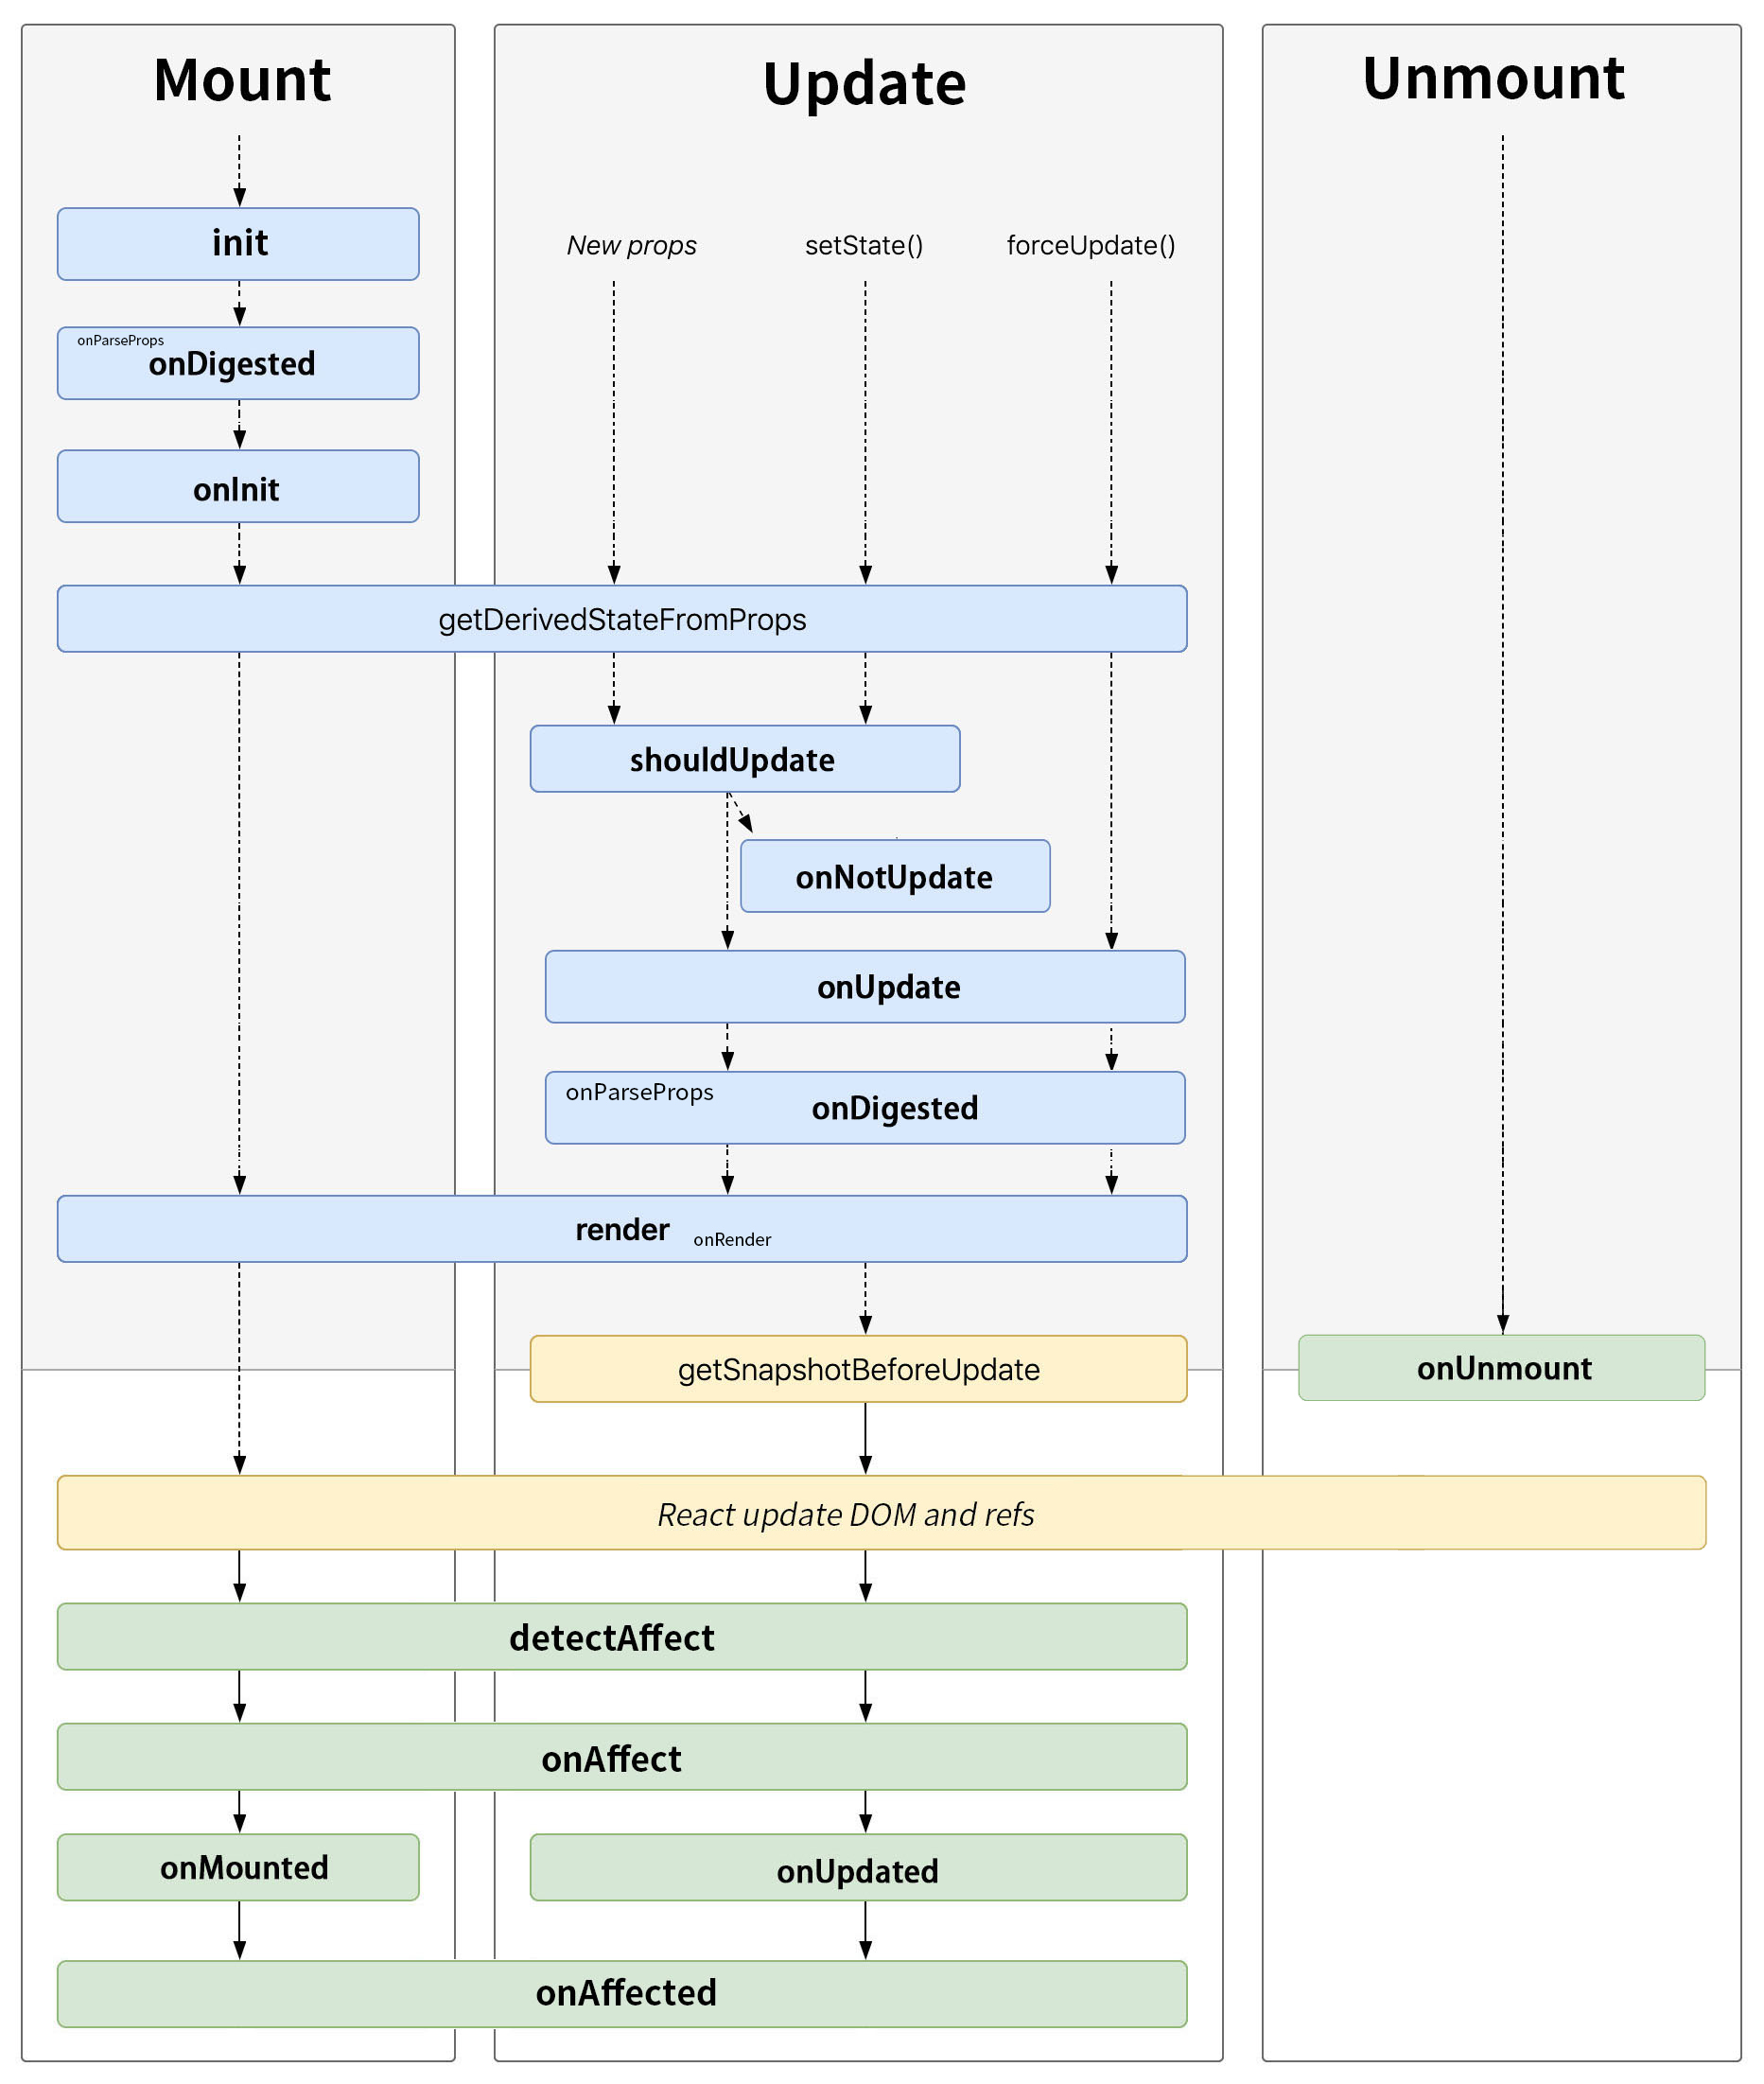 Mount
Update
Unmount
init
New props
setState()
forceUpdate()
onParseProps
onDigested
onInit
getDerivedStateFromProps
shouldUpdate
onNotUpdate
onUpdate
onParseProps
onDigested
render
onRender
getSnapshotBeforeUpdate
onUnmount
React update DOM and refs
detectAffect
onAffect
onMounted
onUpdated
onAffected